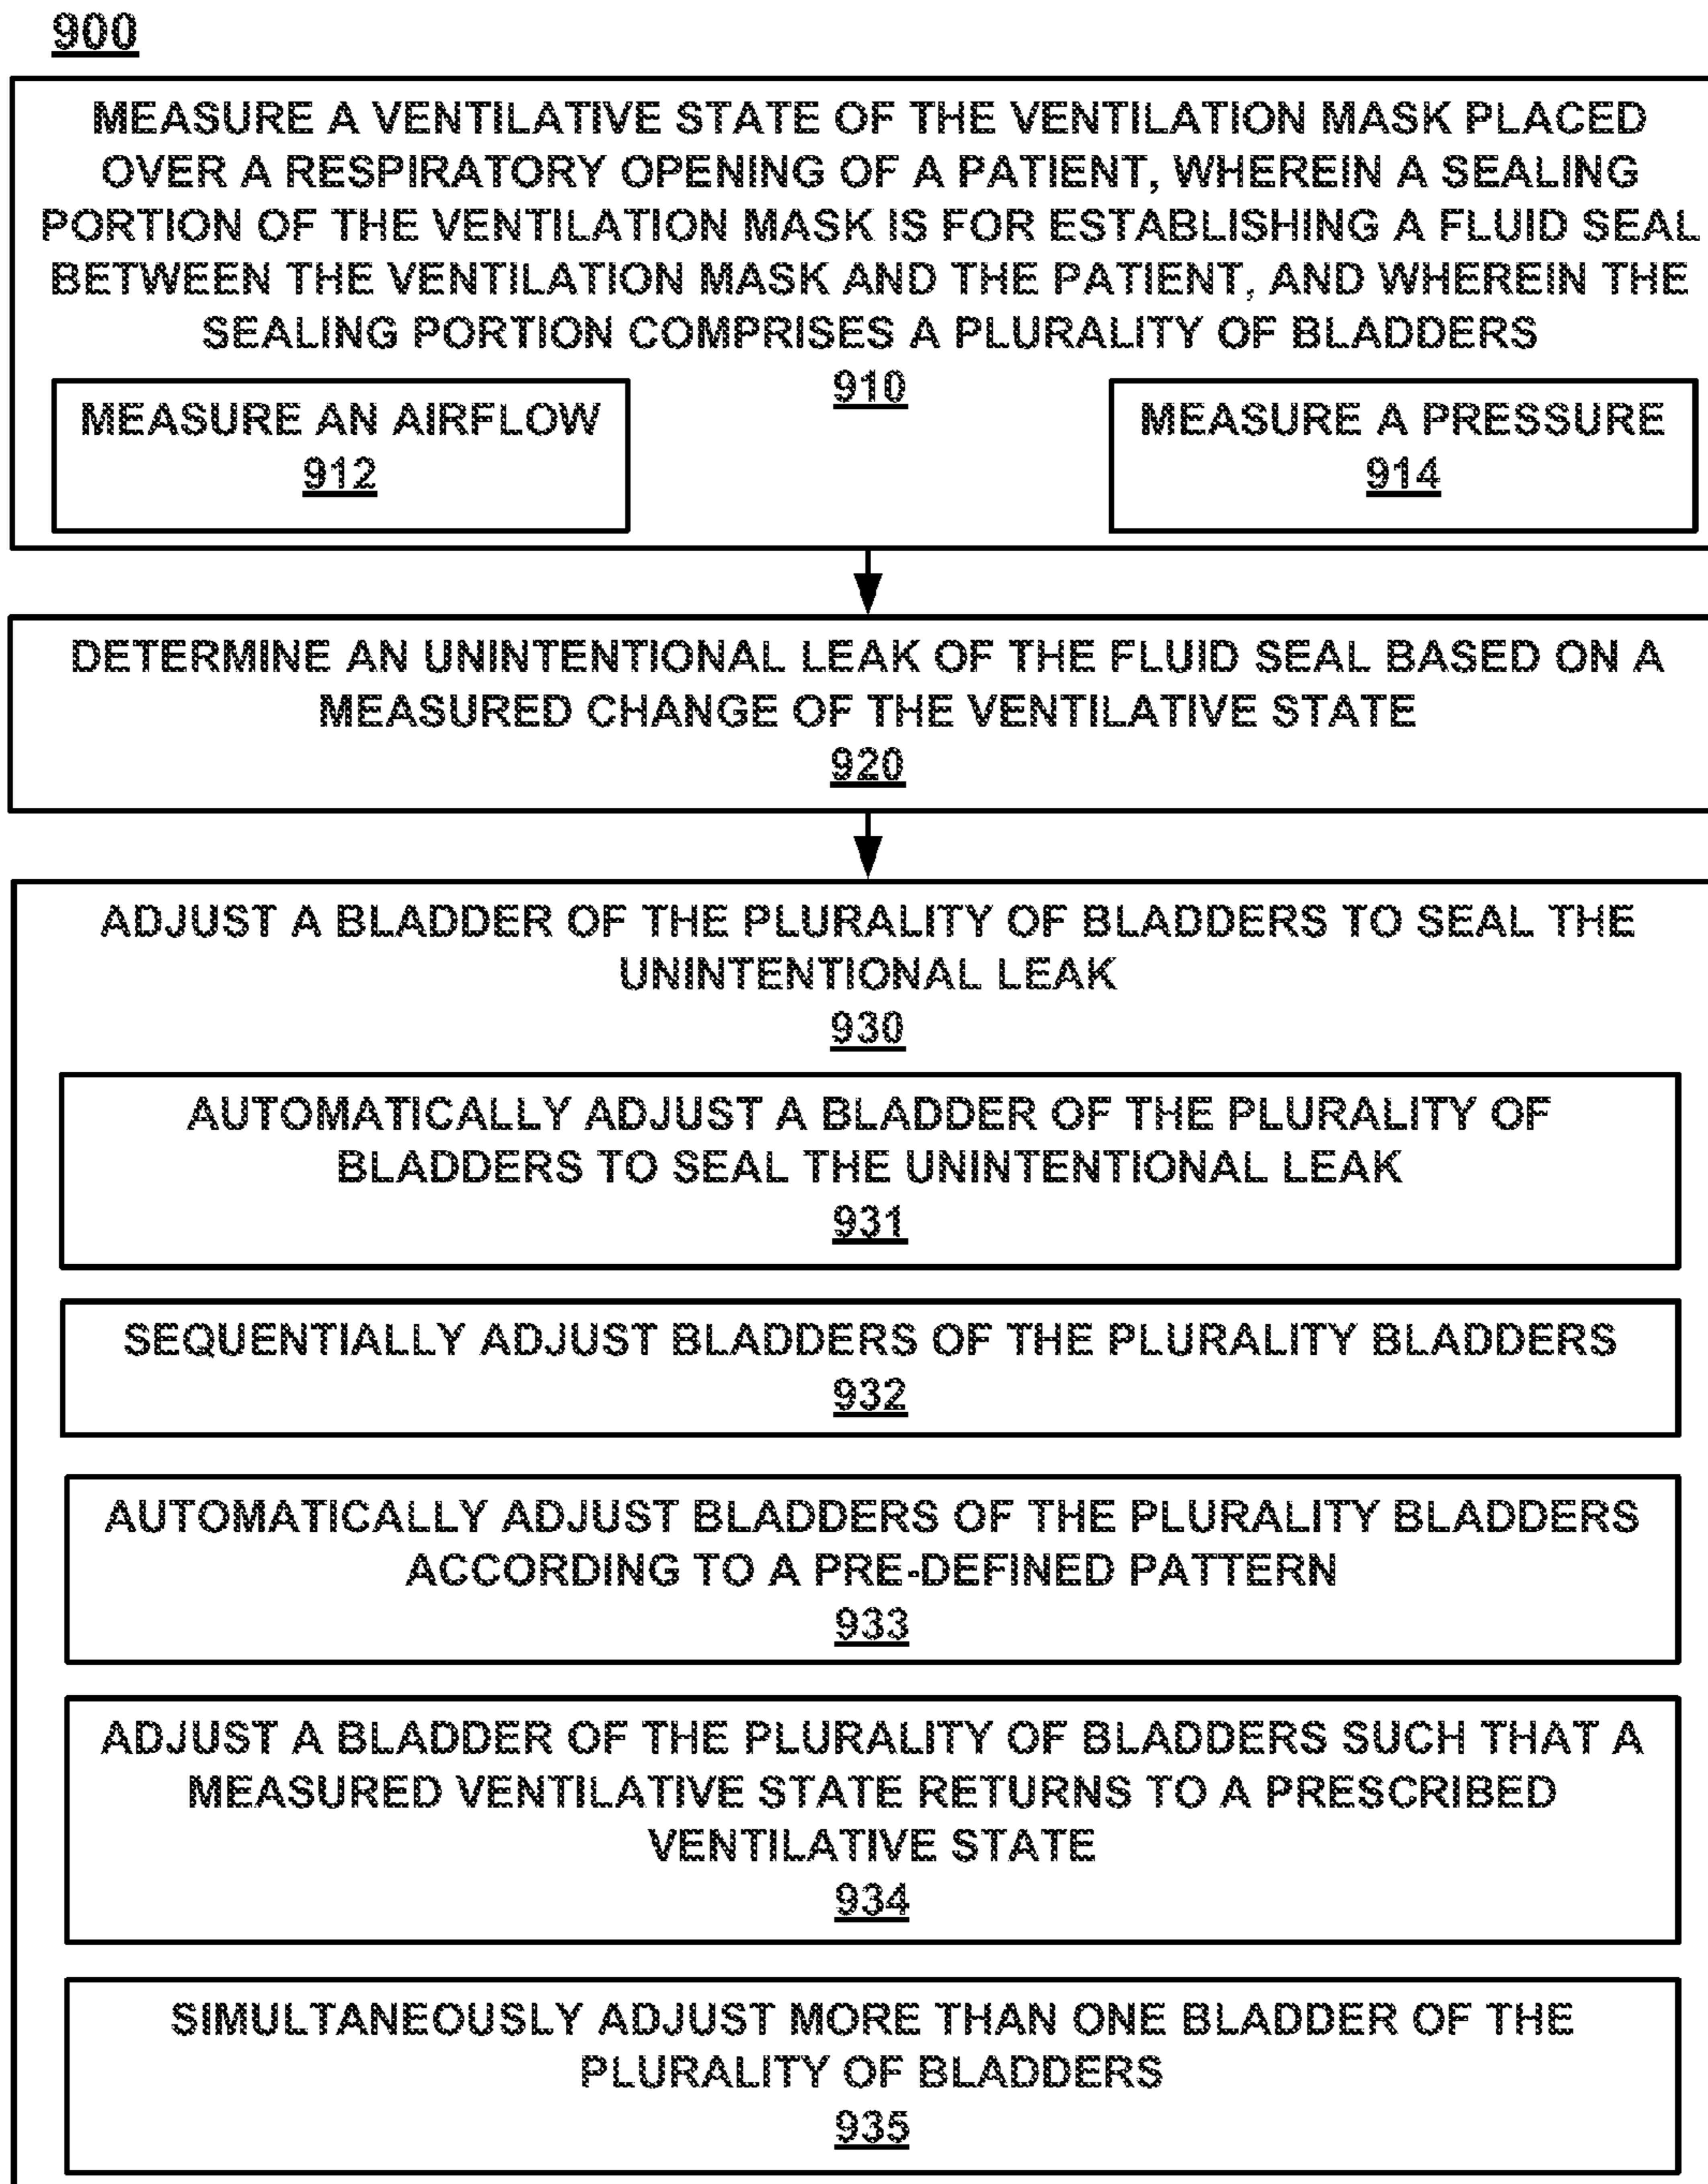 900
MEASURE A VENTILATIVE STATE OF THE VENTILATION MASK PLACED
OVER A RESPIRATORY OPENING OF A PATIENT, WHEREIN A SEALING
PORTION OF THE VENTILATION MASK IS FOR ESTABLISHING A FLUID SEAL
BETWEEN THE VENTILATION MASK AND THE PATIENT, AND WHEREIN THE
SEALING PORTION COMPRISES A PLURALITY OF BLADDERS
910
MEASURE AN AIRFLOW
912
MEASURE A PRESSURE
914
DETERMINE AN UNINTENTIONAL LEAK OF THE FLUID SEAL BASED ON A
MEASURED CHANGE OF THE VENTILATIVE STATE
920
ADJUST A BLADDER OF THE PLURALITY OF BLADDERS TO SEAL THE
UNINTENTIONAL LEAK
930
AUTOMATICALLY ADJUST A BLADDER OF THE PLURALITY OF
BLADDERS TO SEAL THE UNINTENTIONAL LEAK
931
SEQUENTIALLY ADJUST BLADDERS OF THE PLURALITY BLADDERS
932
AUTOMATICALLY ADJUST BLADDERS OF THE PLURALITY BLADDERS
ACCORDING TO A PRE-DEFINED PATTERN
933
ADJUST A BLADDER OF THE PLURALITY OF BLADDERS SUCH THAT A
MEASURED VENTILATIVE STATE RETURNS TO A PRESCRIBED
VENTILATIVE STATE
934
SIMULTANEOUSLY ADJUST MORE THAN ONE BLADDER OF THE
PLURALITY OF BLADDERS
935